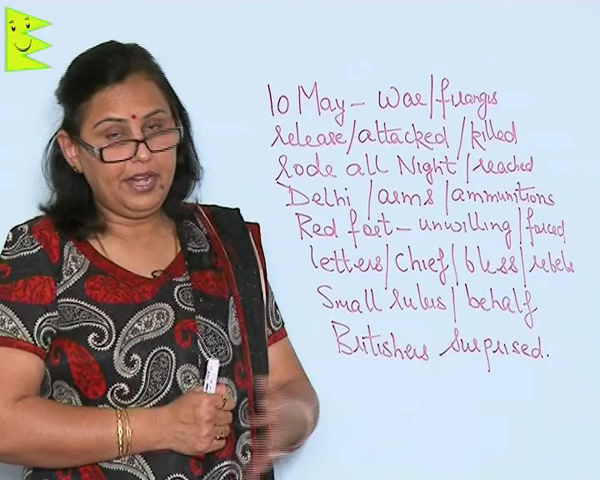 10 May - War/firangis
release/attacked/killed
Rode all Night/reached
Delhi/arms/ammunitions
Red fort - unwilling/forced
letters/Chief/bless/rebels
Small rulers/behalf
Britishers Surprised.